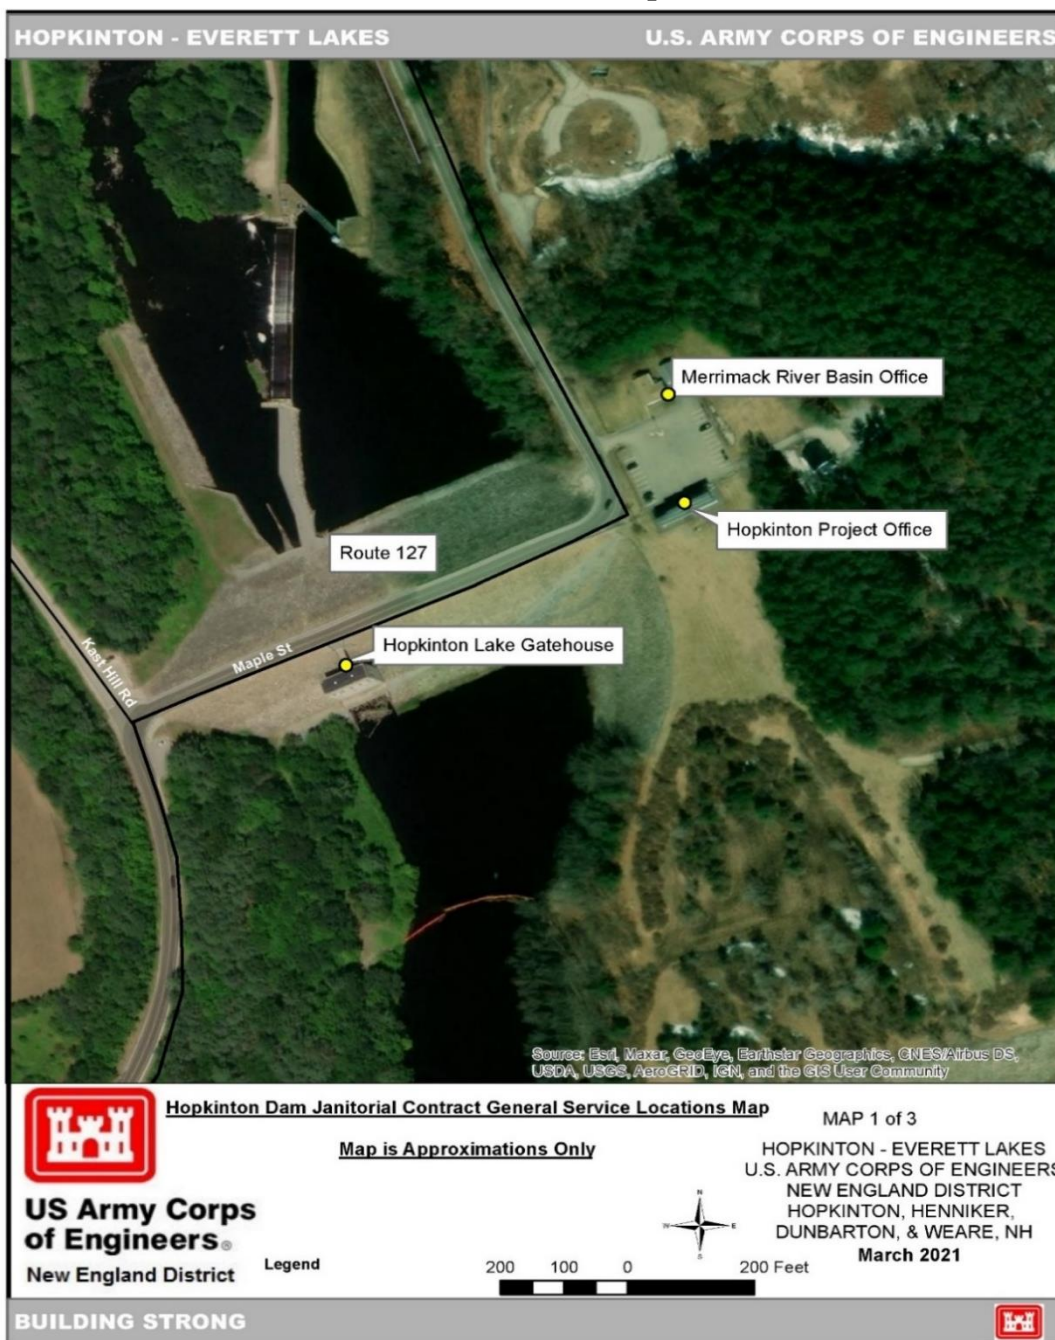 HOPKINTON - EVERETT LAKES
U.S. ARMY CORPS OF ENGINEERS
Merrimack River Basin Office
Hopkinton Project Office
Route 127
Hopkinton Lake Gatehouse
Maple St
Kast Hill Rd
Source: Esri, Maxar, GeoEye, Earthstar Geographics, CNES/Airbus DS,
USDA, USGS, AeroGRID, IGN, and the GIS User Community
Hopkinton Dam Janitorial Contract General Service Locations Map
Map is Approximations Only
MAP 1 of 3
HOPKINTON - EVERETT LAKES
U.S. ARMY CORPS OF ENGINEERS
NEW ENGLAND DISTRICT
HOPKINTON, HENNIKER,
DUNBARTON, & WEARE, NH
March 2021
US Army Corps
of Engineers®
New England District
Legend
N
W E
S
200 100 0 200 Feet
BUILDING STRONG